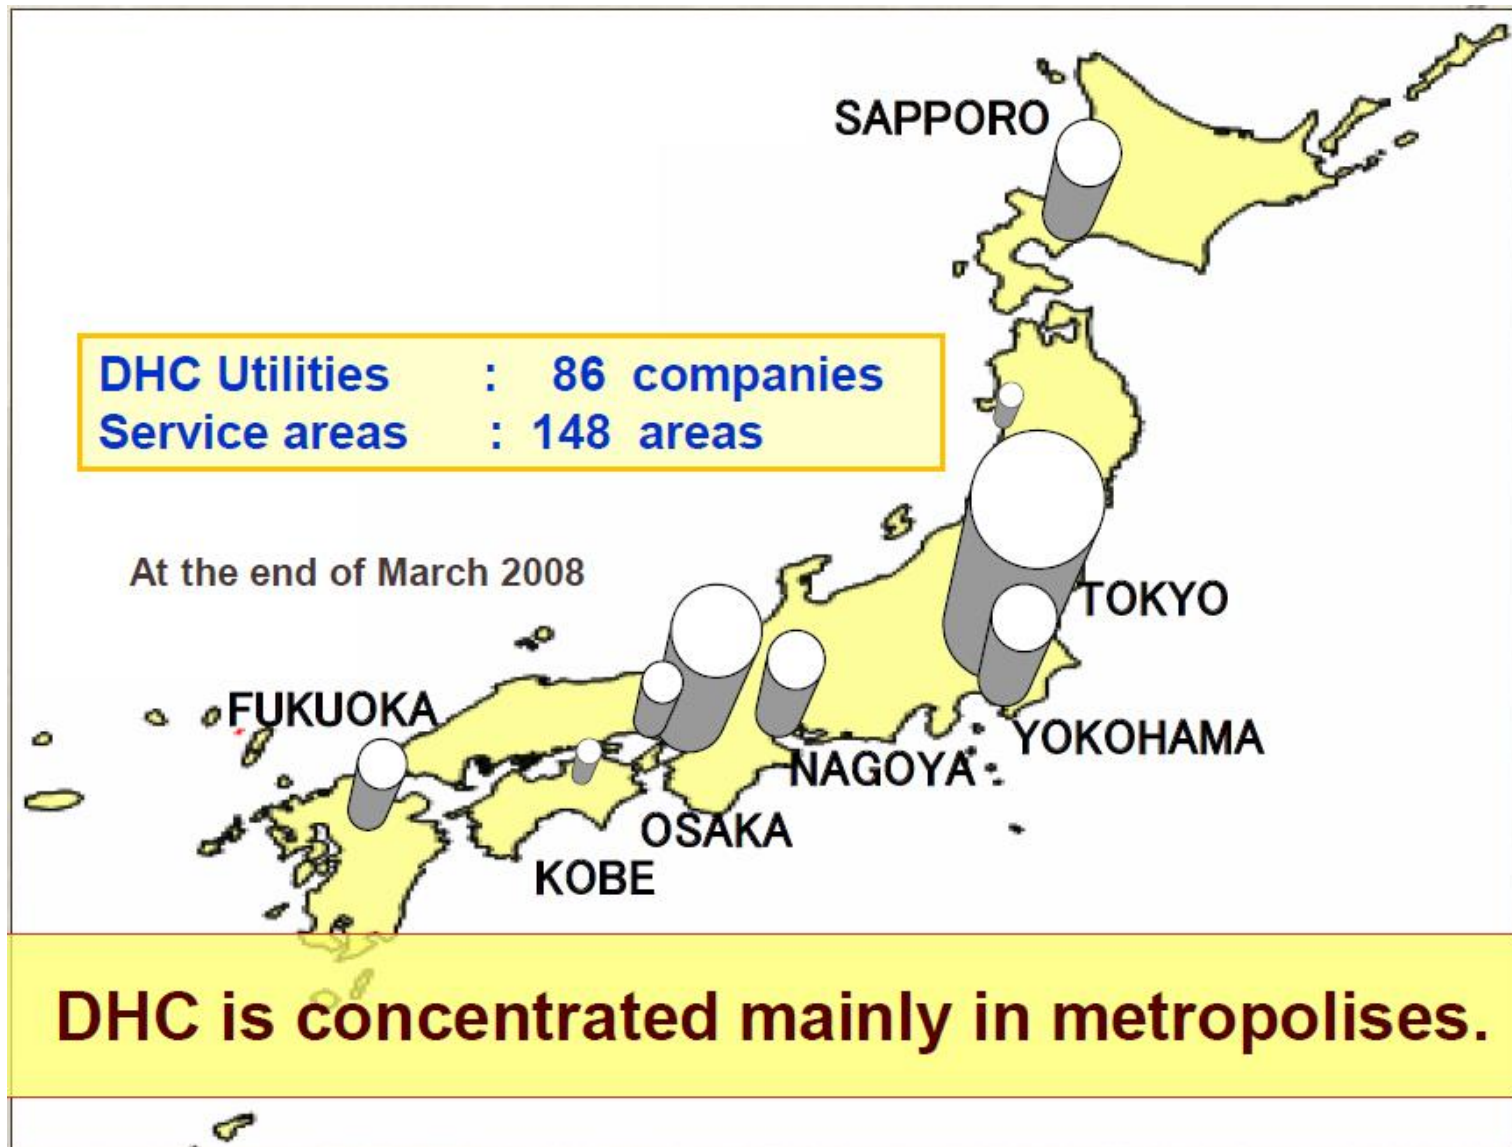 SAPPORO
DHC Utilities : 86 companies
Service areas : 148 areas
At the end of March 2008
TOKYO
FUKUOKA
YOKOHAMA
NAGOYA
OSAKA
KOBE
DHC is concentrated mainly in metropolises.